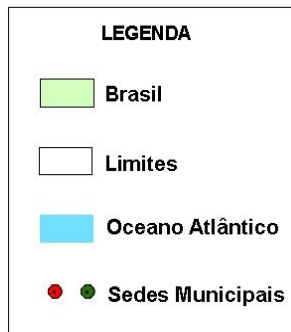 LEGENDA
Brasil
Limites
Oceano Atlântico
Sedes Municipais